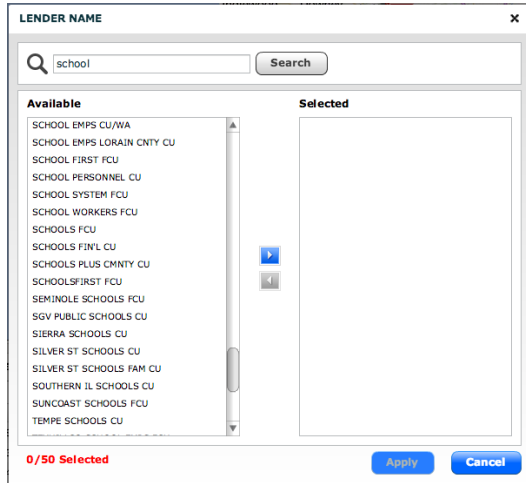 LENDER NAME
x
school
Search
Available
Selected
SCHOOL EMPS CU/WA
SCHOOL EMPS LORAIN CNTY CU
SCHOOL FIRST FCU
SCHOOL PERSONNEL CU
SCHOOL SYSTEM FCU
SCHOOL WORKERS FCU
SCHOOLS FCU
SCHOOLS FIN'L CU
SCHOOLS PLUS CMNTY CU
SCHOOLSFIRST FCU
SEMINOLE SCHOOLS FCU
SGV PUBLIC SCHOOLS CU
SIERRA SCHOOLS CU
SILVER ST SCHOOLS CU
SILVER ST SCHOOLS FAM CU
SOUTHERN IL SCHOOLS CU
SUNCOAST SCHOOLS FCU
TEMPE SCHOOLS CU
0/50 Selected
Apply
Cancel